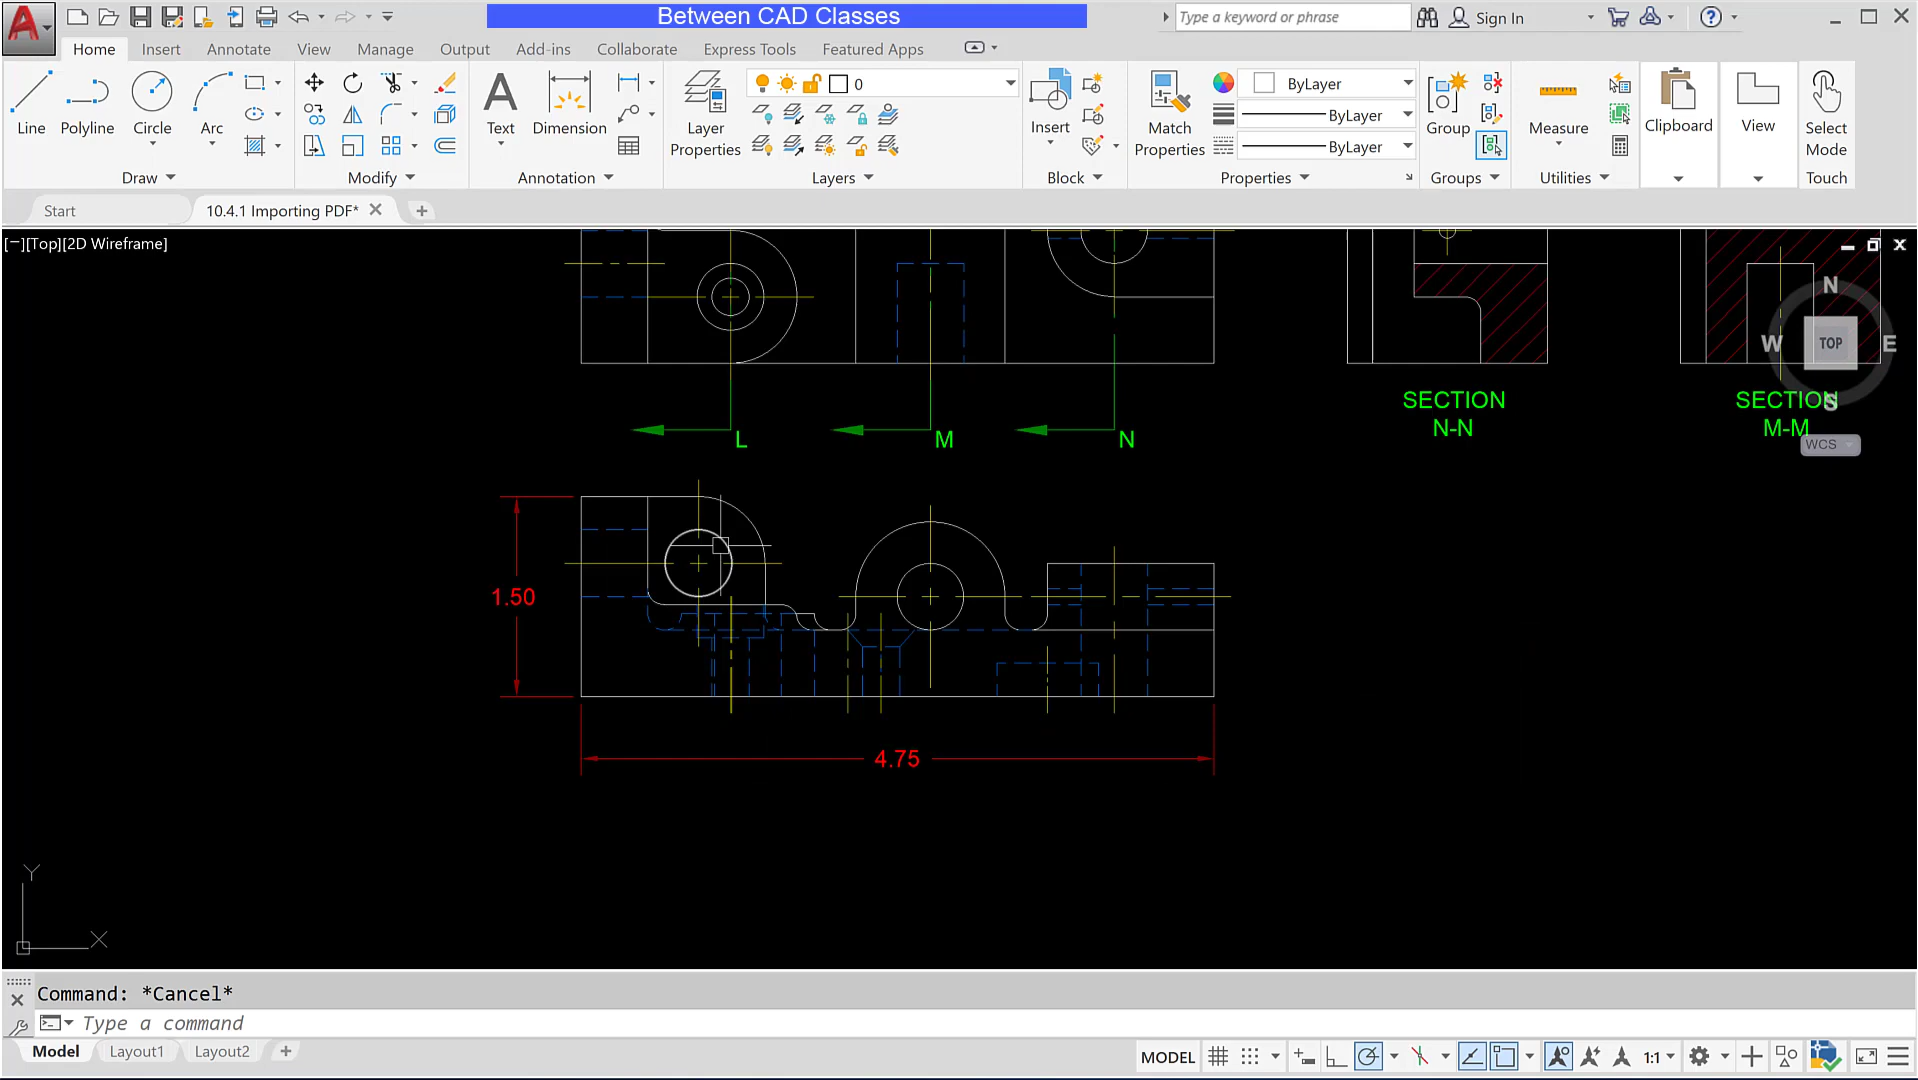 Between CAD Classes
Type a keyword or phrase
Sign In
Home Insert Annotate View Manage Output Add-ins Collaborate Express Tools Featured Apps
Line Polyline Circle Arc
Draw
Modify
Text Dimension
Annotation
Layer Properties
0
Layers
Insert
Block
Match Properties
ByLayer
ByLayer
ByLayer
Properties
Group
Groups
Measure
Utilities
Clipboard
View
Select Mode
Touch
Start
10.4.1 Importing PDF*
[−][Top][2D Wireframe]
N
W TOP E
S
WCS
SECTION
N-N
SECTION
M-M
L M N
1.50
4.75
Y
X
Command: *Cancel*
Type a command
Model Layout1 Layout2
MODEL
1:1